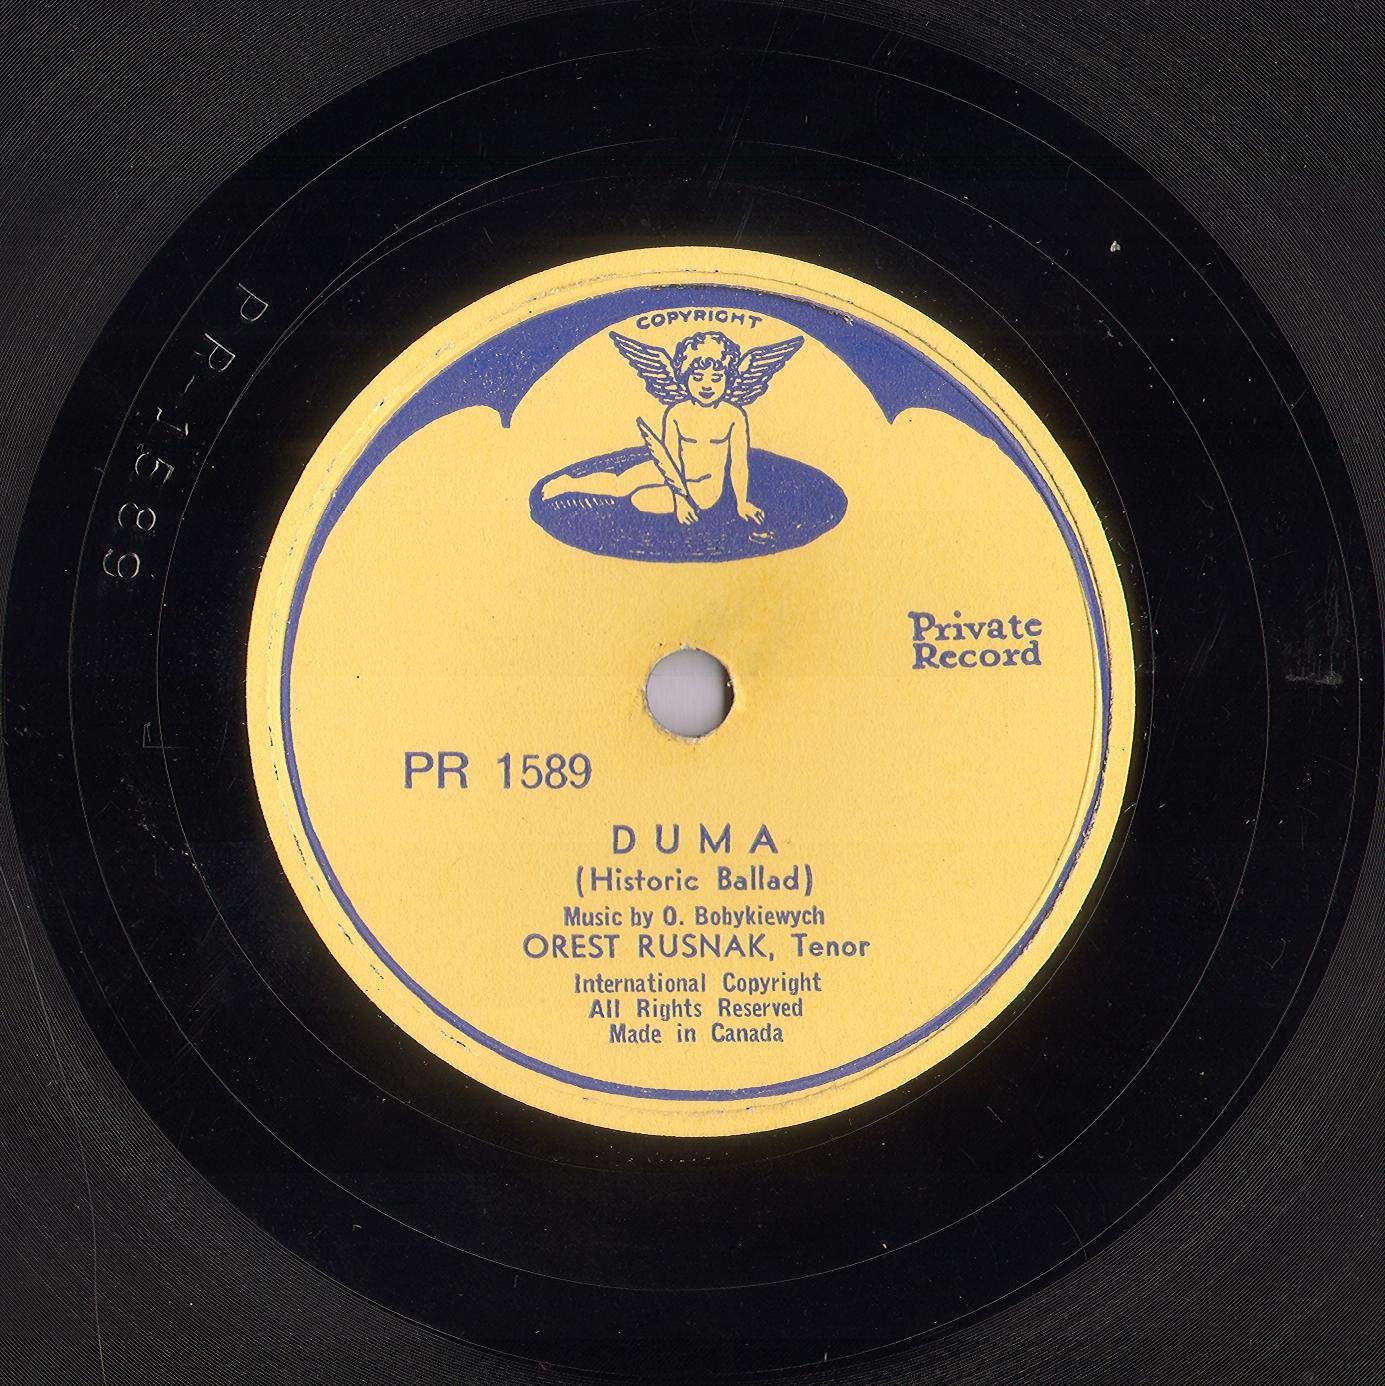 COPYRIGHT
Private
Record
PR-1589
PR 1589
DUMA
(Historic Ballad)
Music by O. Bobykiewych
OREST RUSNAK, Tenor
International Copyright
All Rights Reserved
Made in Canada